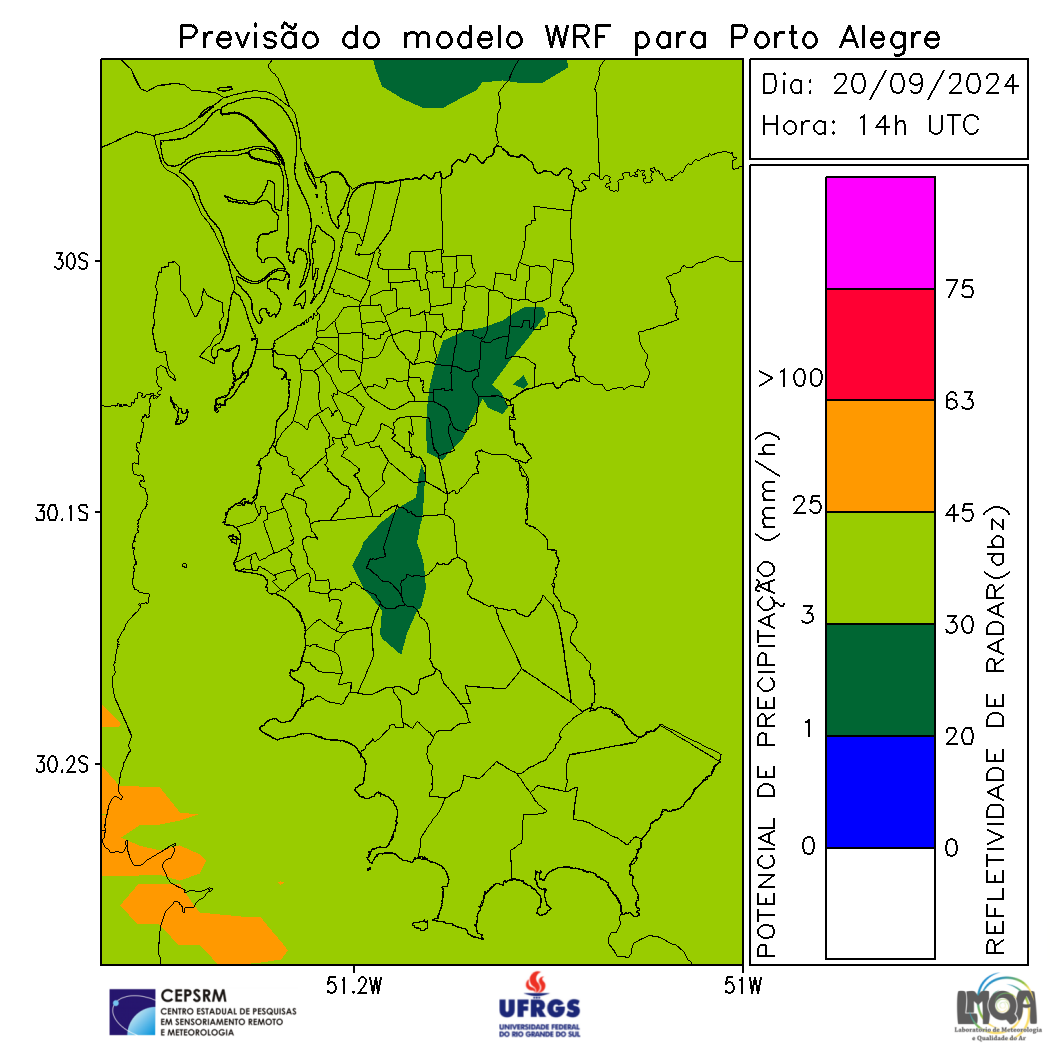 Previsão do modelo WRF para Porto Alegre
Dia: 20/09/2024
Hora: 14h UTC
30S
30.1S
30.2S
51.2W
51W
POTENCIAL DE PRECIPITAÇÃO (mm/h)
>100
25
3
1
0
75
63
45
30
20
0
REFLETIVIDADE DE RADAR(dbz)
CEPSRM
CENTRO ESTADUAL DE PESQUISAS
EM SENSORIAMENTO REMOTO
E METEOROLOGIA
UFRGS
UNIVERSIDADE FEDERAL
DO RIO GRANDE DO SUL
LMQA
Laboratório de Meteorologia
e Qualidade do Ar